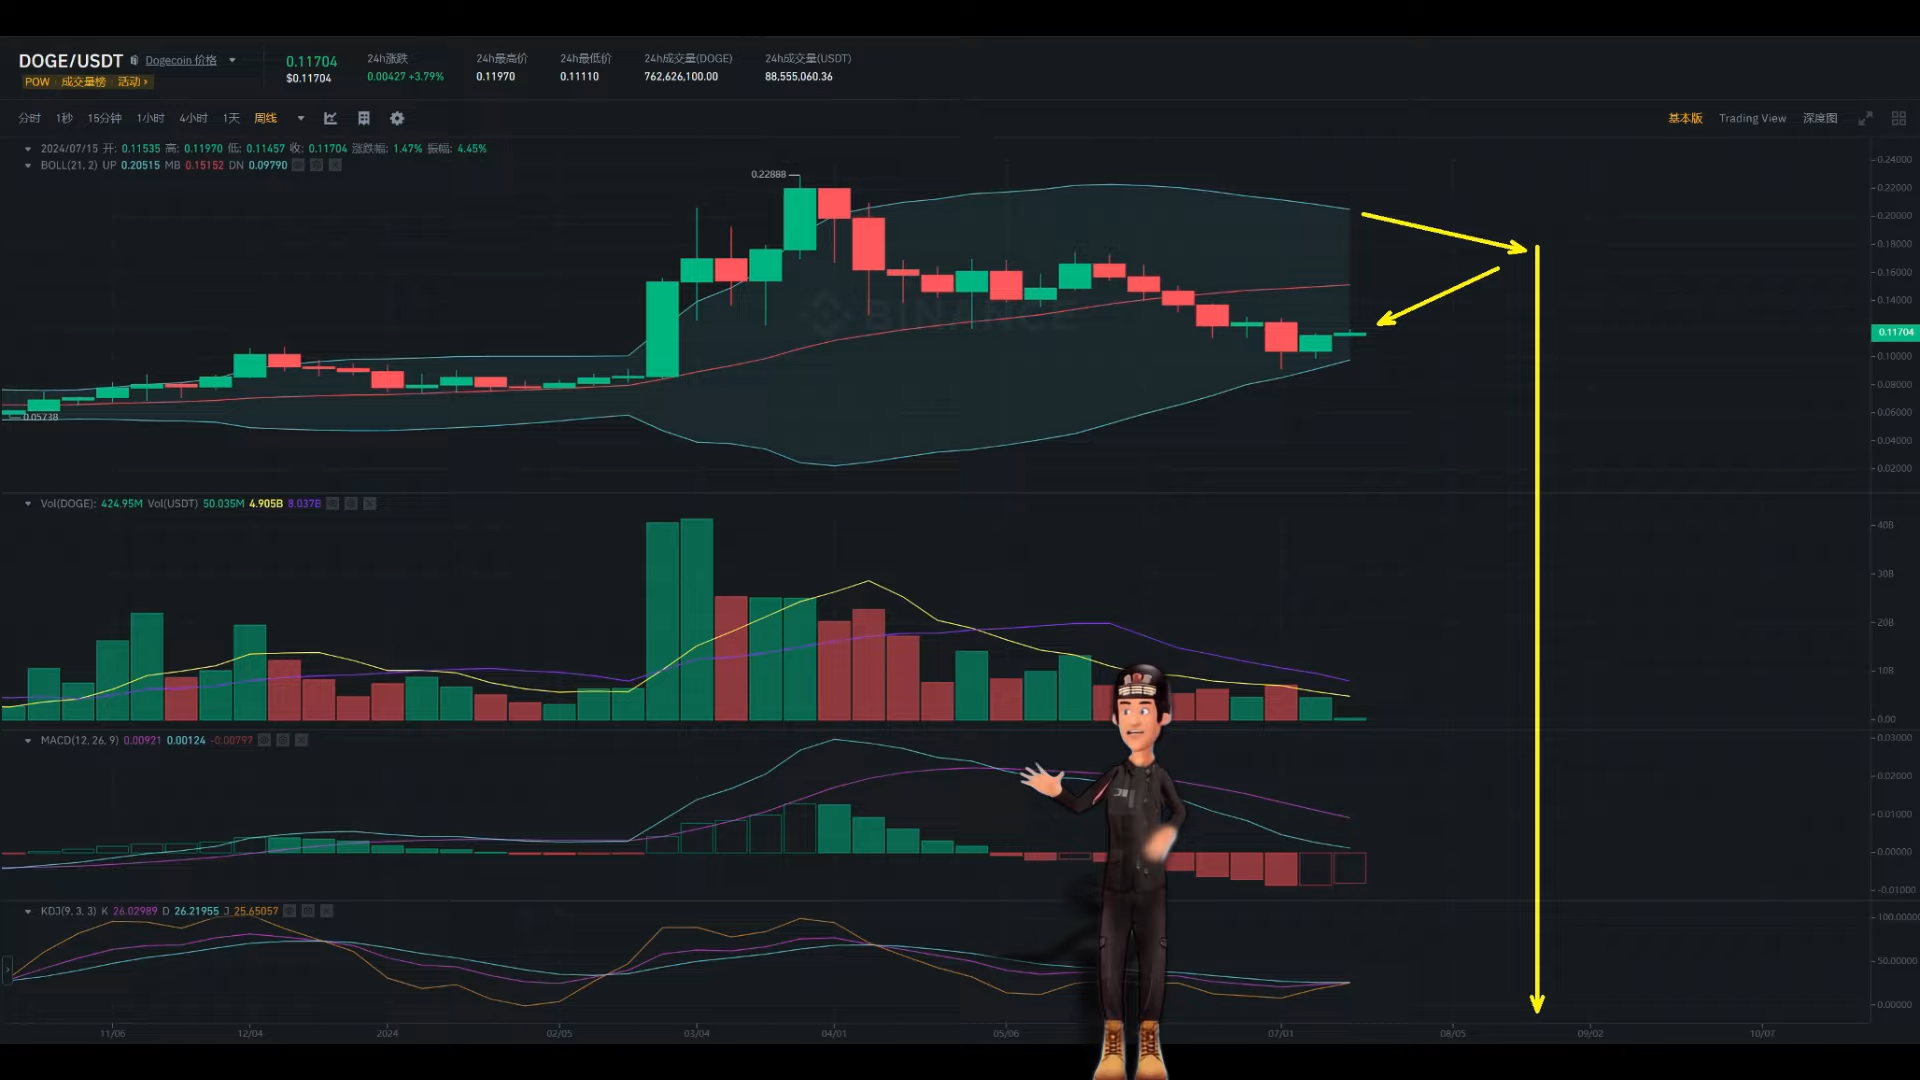 DOGE/USDT Dogecoin 价格
POW 成交量榜 活动
0.11704
$0.11704
24h涨跌
0.00427 +3.79%
24h最高价
0.11970
24h最低价
0.11110
24h成交量(DOGE)
762,626,100.00
24h成交量(USDT)
88,555,060.36
分时 1秒 15分钟 1小时 4小时 1天 周线
基本版 Trading View 深度图
2024/07/15 开: 0.11535 高: 0.11970 低: 0.11457 收: 0.11704 涨跌幅: 1.47% 振幅: 4.45%
BOLL(21, 2) UP 0.20515 MB 0.15152 DN 0.09790
0.22888
0.05738
BINANCE
0.24000
0.22000
0.20000
0.18000
0.16000
0.14000
0.11704
0.10000
0.08000
0.06000
0.04000
0.02000
Vol(DOGE): 424.95M Vol(USDT) 50.035M 4.905B 8.037B
40B
30B
20B
10B
0.00
MACD(12, 26, 9) 0.00921 0.00124 -0.00797
0.03000
0.02000
0.01000
0.00000
-0.01000
KDJ(9, 3, 3) K 26.02989 D 26.21955 J 25.65057
100.00000
50.00000
0.00000
11/06 12/04 2024 02/05 03/04 04/01 05/06 07/01 08/05 09/02 10/07